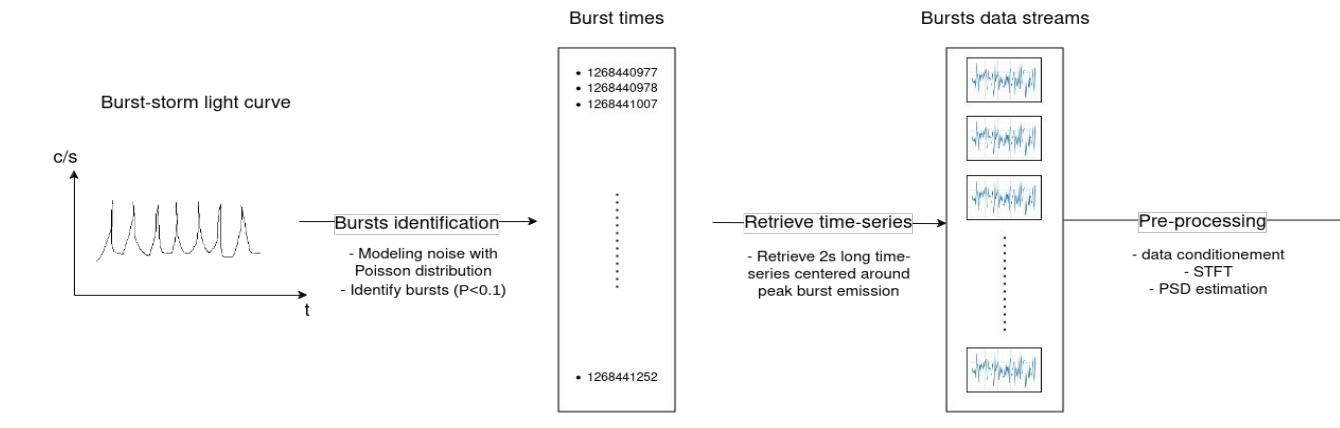 Burst-storm light curve
c/s
t
Bursts identification
- Modeling noise with
Poisson distribution
- Identify bursts (P<0.1)
Burst times
• 1268440977
• 1268440978
• 1268441007
• 1268441252
Retrieve time-series
- Retrieve 2s long time-
series centered around
peak burst emission
Bursts data streams
Pre-processing
- data conditionement
- STFT
- PSD estimation